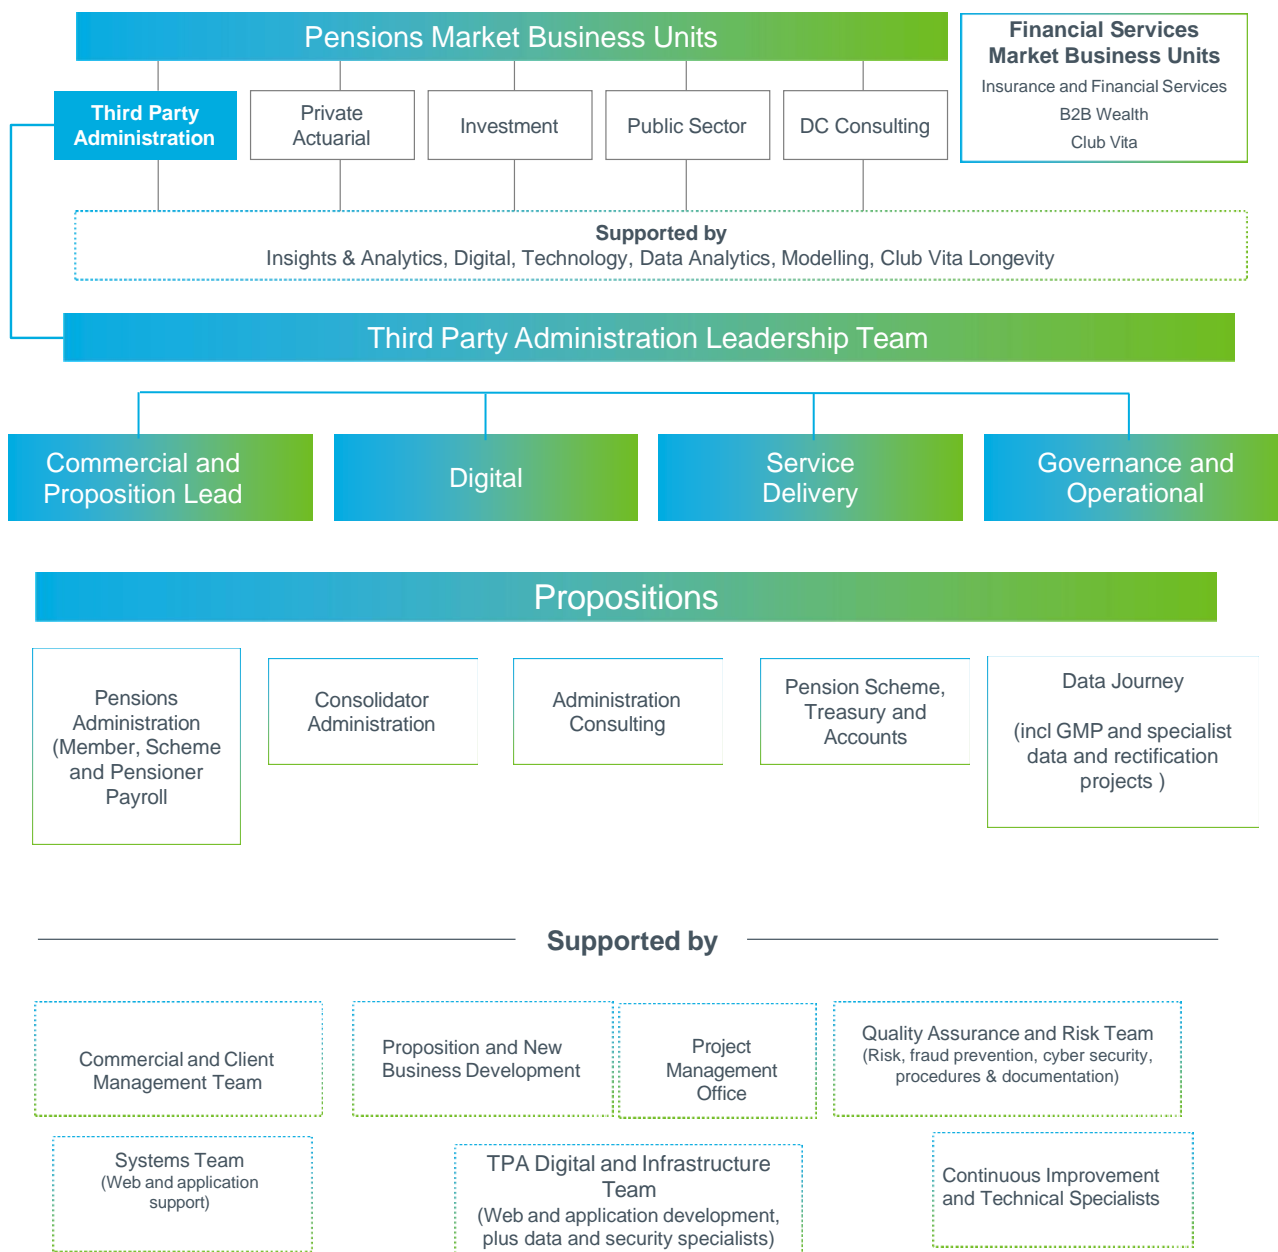 Pensions Market Business Units
Financial Services
Market Business Units
Insurance and Financial Services
B2B Wealth
Club Vita
Third Party
Administration
Private
Actuarial
Investment
Public Sector
DC Consulting
Supported by
Insights & Analytics, Digital, Technology, Data Analytics, Modelling, Club Vita Longevity
Third Party Administration Leadership Team
Commercial and
Proposition Lead
Digital
Service
Delivery
Governance and
Operational
Propositions
Pensions
Administration
(Member, Scheme
and Pensioner
Payroll
Consolidator
Administration
Administration
Consulting
Pension Scheme,
Treasury and
Accounts
Data Journey
(incl GMP and specialist
data and rectification
projects )
Supported by
Commercial and Client
Management Team
Proposition and New
Business Development
Project
Management
Office
Quality Assurance and Risk Team
(Risk, fraud prevention, cyber security,
procedures & documentation)
Systems Team
(Web and application
support)
TPA Digital and Infrastructure
Team
(Web and application development,
plus data and security specialists)
Continuous Improvement
and Technical Specialists